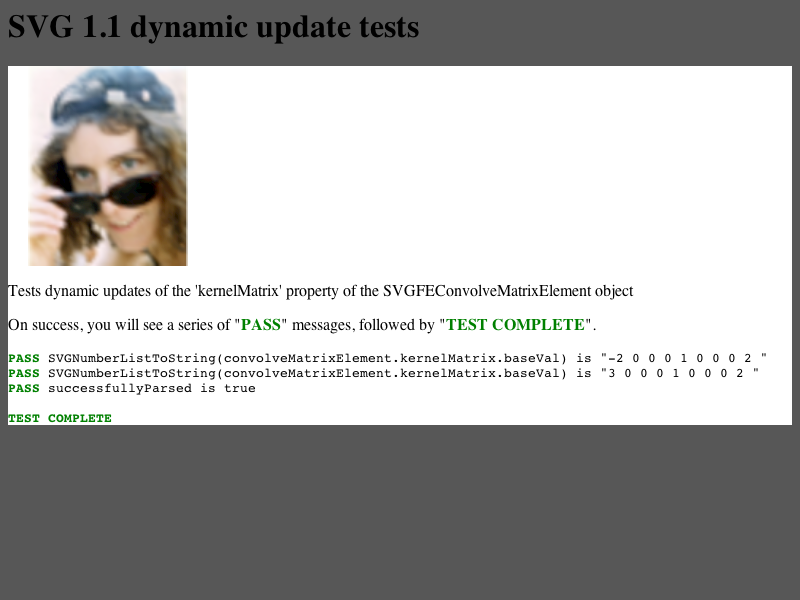 SVG 1.1 dynamic update tests
Tests dynamic updates of the 'kernelMatrix' property of the SVGFEConvolveMatrixElement object
On success, you will see a series of "PASS" messages, followed by "TEST COMPLETE".
PASS SVGNumberListToString(convolveMatrixElement.kernelMatrix.baseVal) is "-2 0 0 0 1 0 0 0 2 "
PASS SVGNumberListToString(convolveMatrixElement.kernelMatrix.baseVal) is "3 0 0 0 1 0 0 0 2 "
PASS successfullyParsed is true
TEST COMPLETE